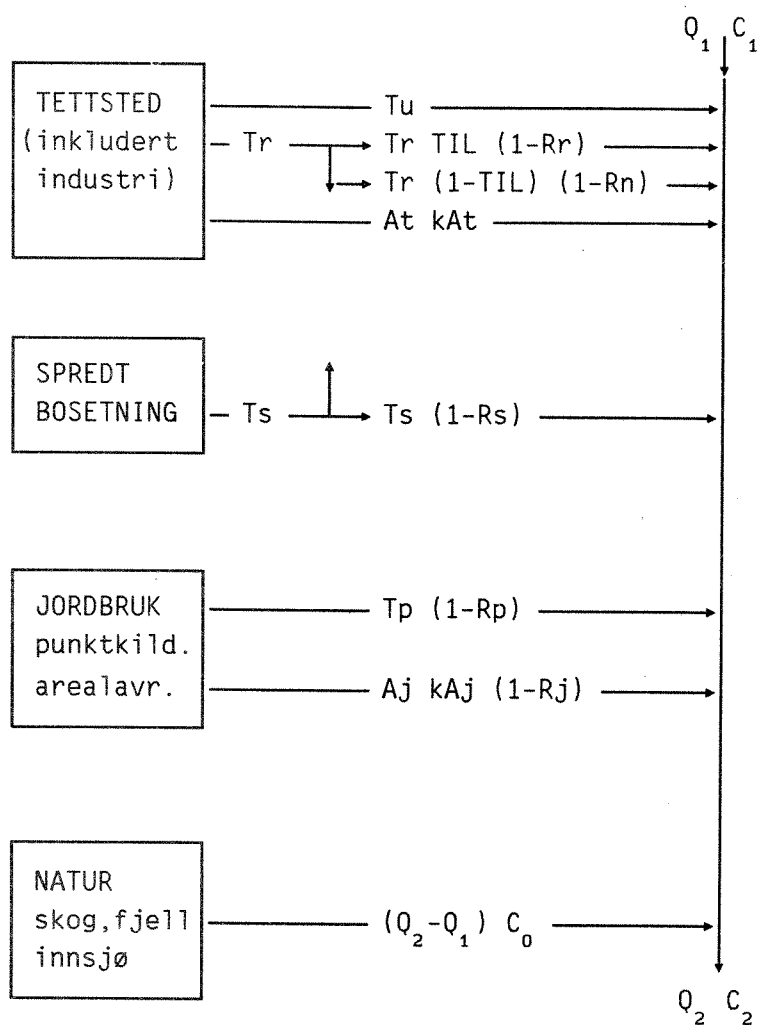 Q₁ C₁
TETTSTED
(inkludert
industri)
Tu
Tr
Tr TIL (1-Rr)
Tr (1-TIL) (1-Rn)
At kAt
SPREDT
BOSETNING
Ts
Ts (1-Rs)
JORDBRUK
punktkild.
arealavr.
Tp (1-Rp)
Aj kAj (1-Rj)
NATUR
skog,fjell
innsjø
(Q₂-Q₁) C₀
Q₂ C₂